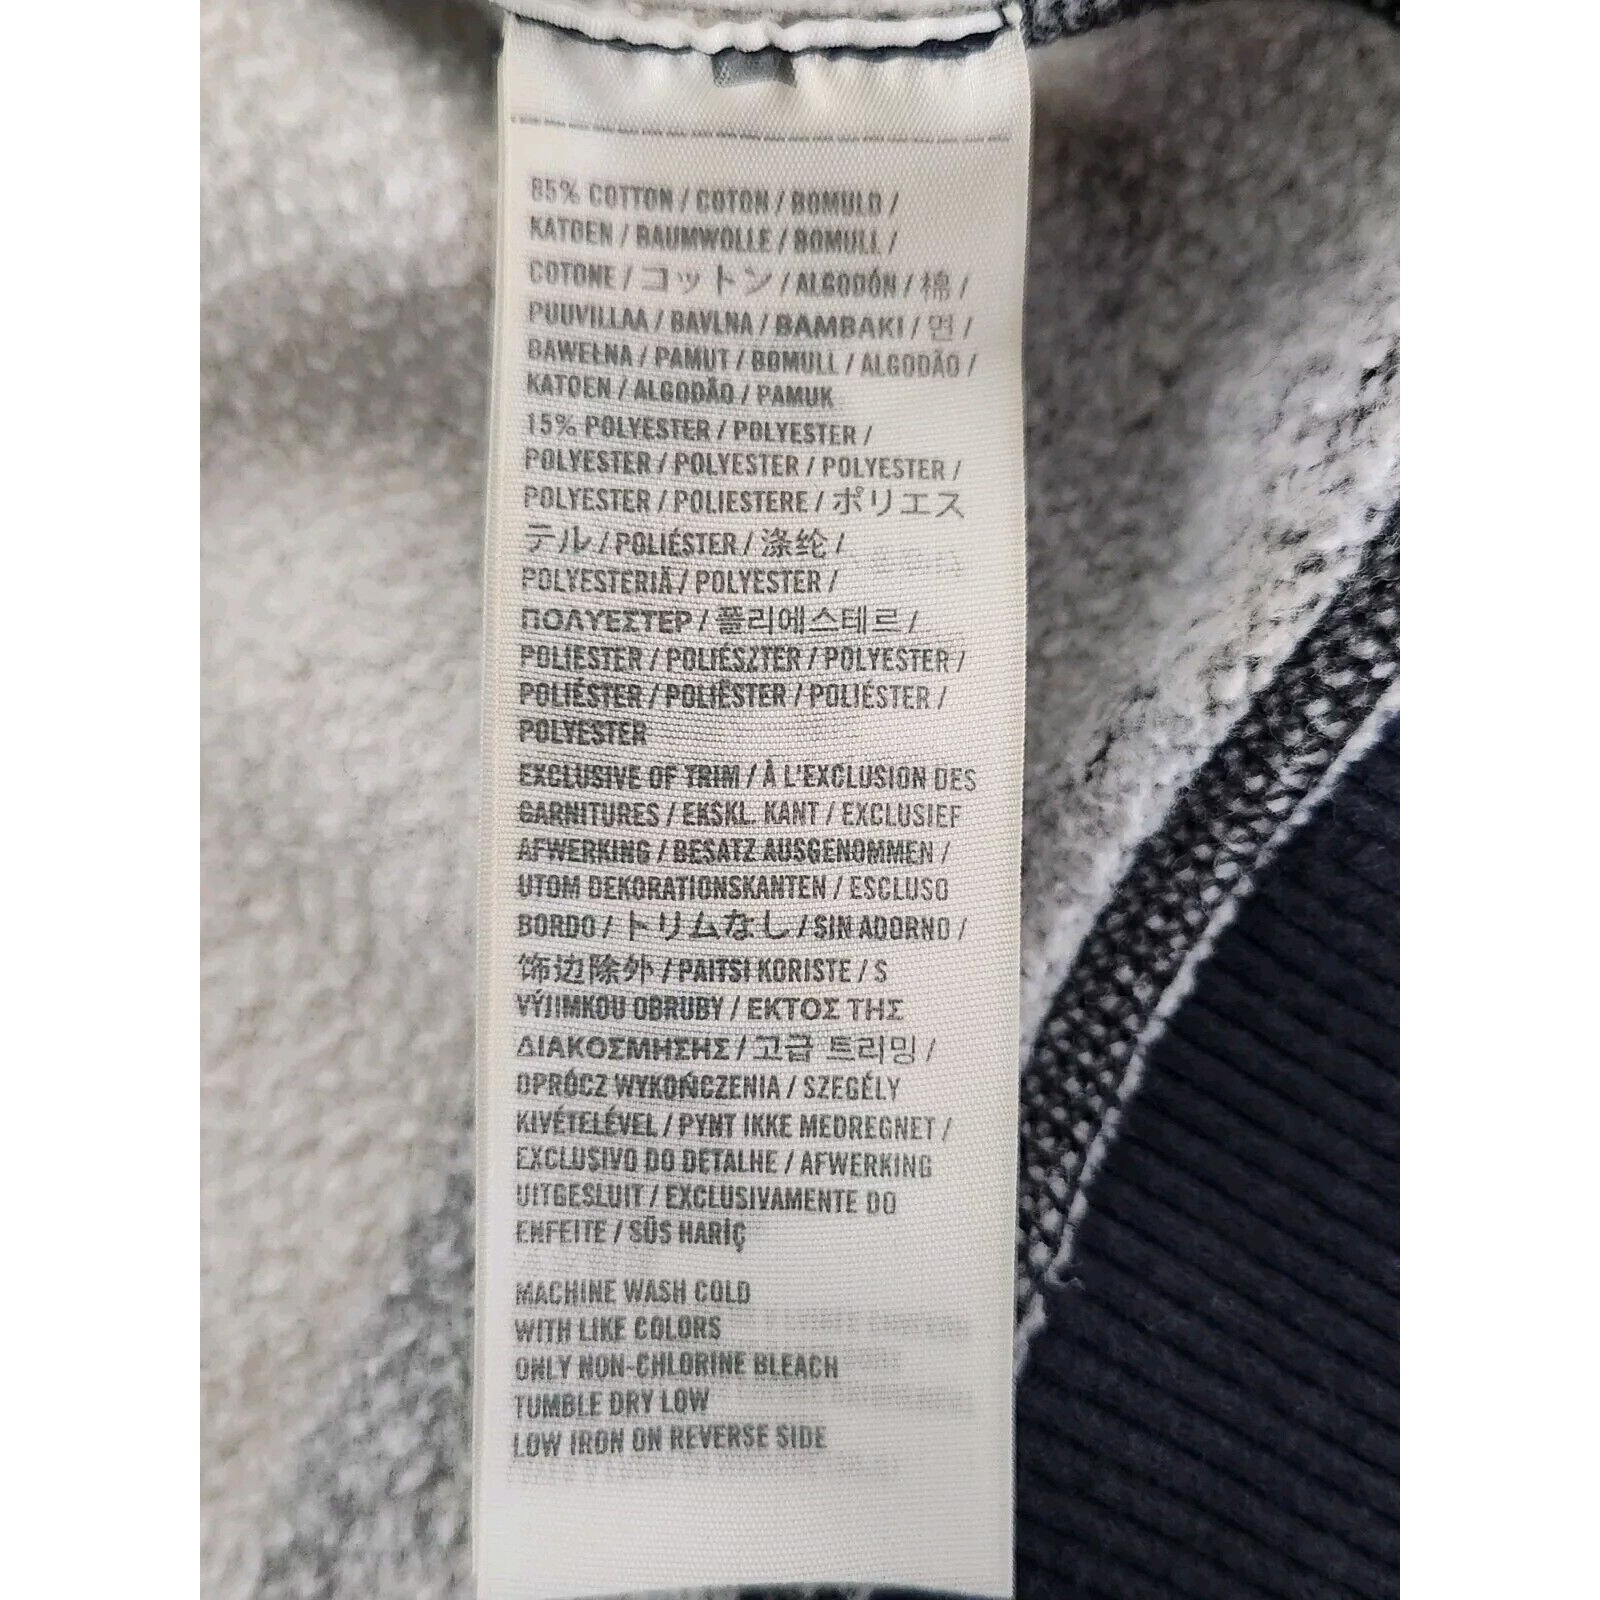 85% COTTON / COTON / BOMULD /
KATOEN / BAUMWOLLE / BOMULL /
COTONE / コットン / ALGODÓN / 棉 /
PUUVILLAA / BAVLNA / BAMBAKI / 면 /
BAWEŁNA / PAMUT / BOMULL / ALGODÃO /
KATOEN / ALGODÃO / PAMUK
15% POLYESTER / POLYESTER /
POLYESTER / POLYESTER / POLYESTER /
POLYESTER / POLIESTERE / ポリエス
テル / POLIÉSTER / 涤纶 /
POLYESTERIÄ / POLYESTER /
ΠΟΛΥΕΣΤΕΡ / 폴리에스테르 /
POLIESTER / POLIÉSZTER / POLYESTER /
POLIÉSTER / POLIËSTER / POLIÉSTER /
POLYESTER
EXCLUSIVE OF TRIM / À L'EXCLUSION DES
GARNITURES / EKSKL. KANT / EXCLUSIEF
AFWERKING / BESATZ AUSGENOMMEN /
UTOM DEKORATIONSKANTEN / ESCLUSO
BORDO / トリムなし / SIN ADORNO /
饰边除外 / PAITSI KORISTE / S
VÝJIMKOU OBRUBY / ΕΚΤΟΣ ΤΗΣ
ΔΙΑΚΟΣΜΗΣΗΣ / 고급 트리밍 /
OPRÓCZ WYKOŃCZENIA / SZEGÉLY
KIVÉTELÉVEL / PYNT IKKE MEDREGNET /
EXCLUSIVO DO DETALHE / AFWERKING
UITGESLUIT / EXCLUSIVAMENTE DO
ENFEITE / SÜS HARİÇ
MACHINE WASH COLD
WITH LIKE COLORS
ONLY NON-CHLORINE BLEACH
TUMBLE DRY LOW
LOW IRON ON REVERSE SIDE